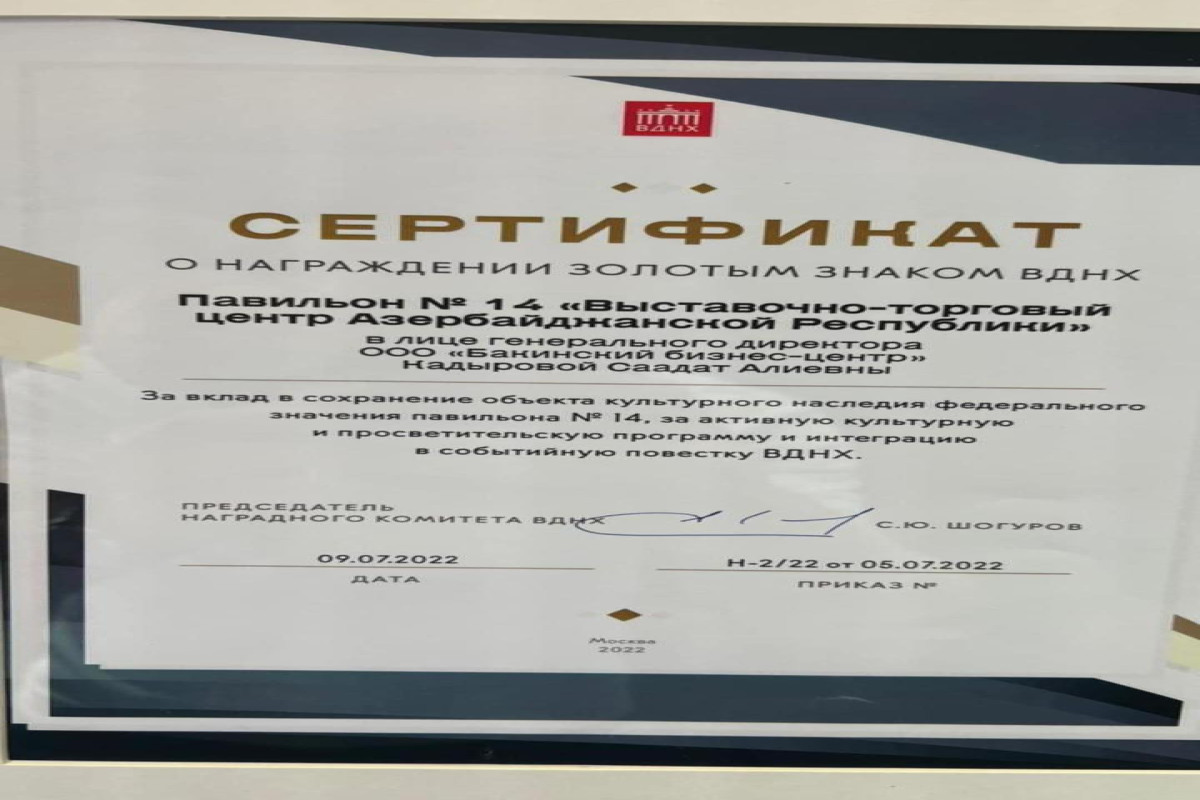 ВДНХ
СЕРТИФИКАТ
О НАГРАЖДЕНИИ ЗОЛОТЫМ ЗНАКОМ ВДНХ
Павильон № 14 «Выставочно-торговый
центр Азербайджанской Республики»
в лице генерального директора
ООО «Бакинский бизнес-центр»
Кадыровой Саадат Алиевны
За вклад в сохранение объекта культурного наследия федерального
значения павильона № 14, за активную культурную
и просветительскую программу и интеграцию
в событийную повестку ВДНХ.
ПРЕДСЕДАТЕЛЬ
НАГРАДНОГО КОМИТЕТА ВДНХ
С.Ю. ШОГУРОВ
09.07.2022
ДАТА
Н-2/22 от 05.07.2022
ПРИКАЗ №
Москва
2022